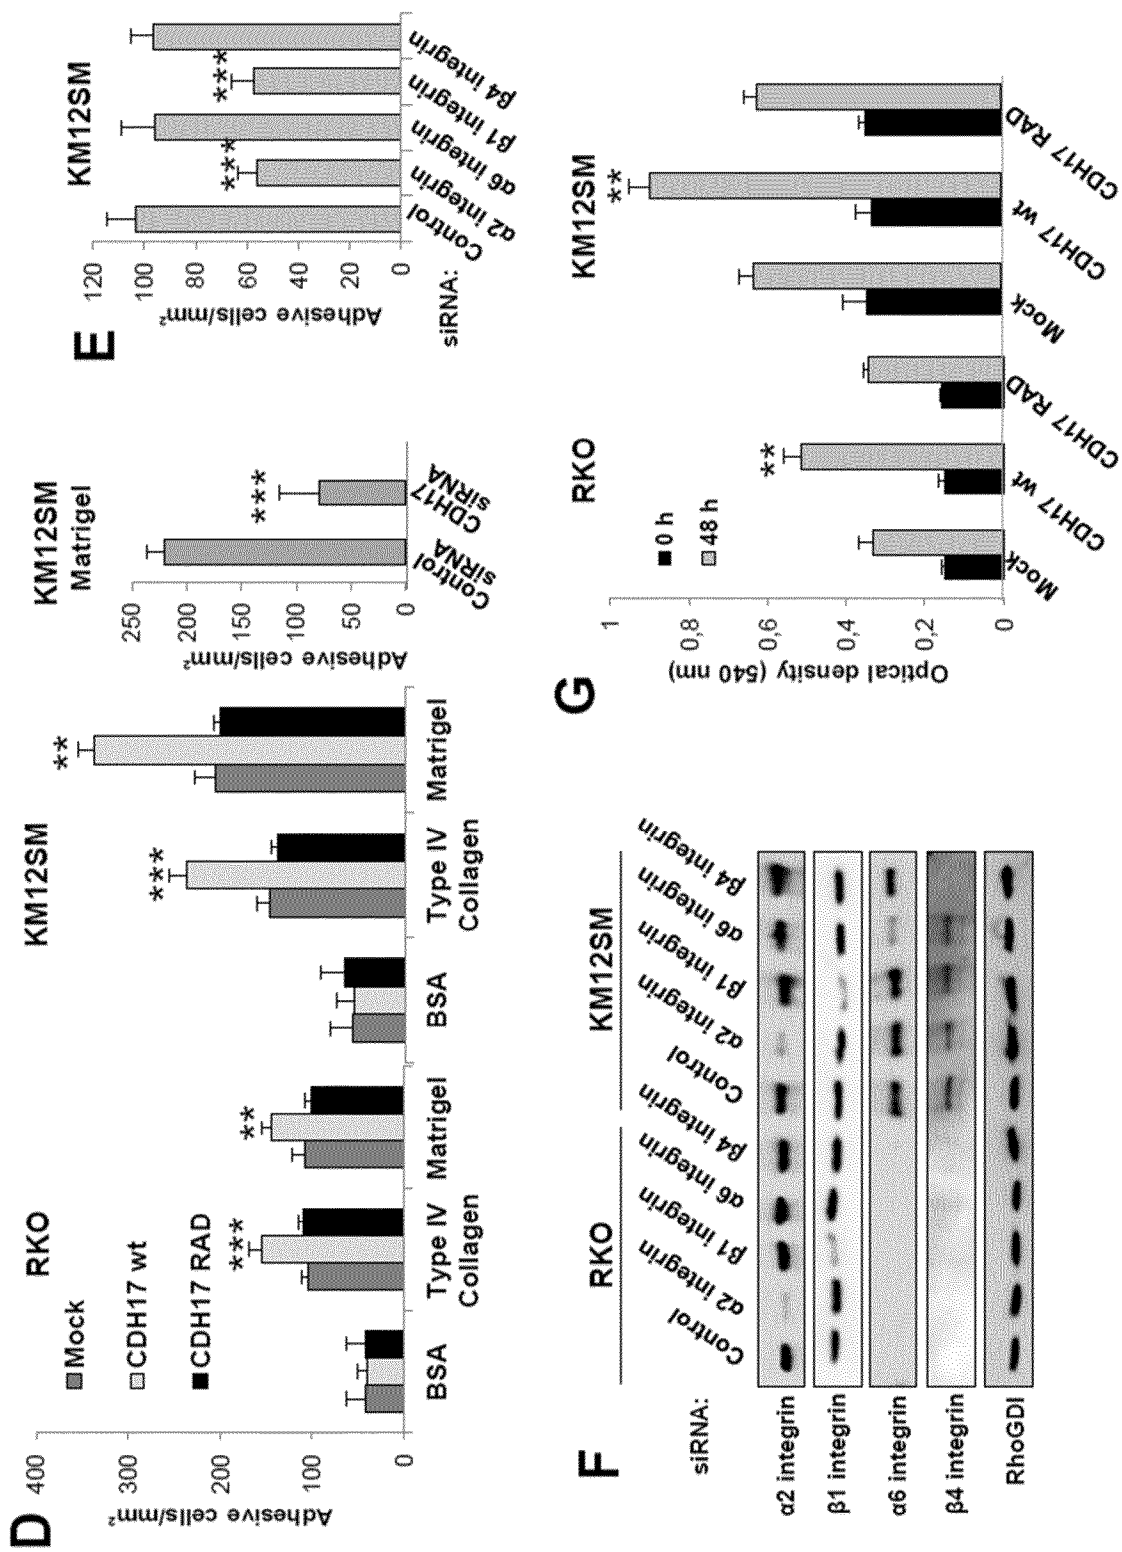 D
RKO
KM12SM
Mock
CDH17 wt
CDH17 RAD
Adhesive cells/mm²
400
300
200
100
0
BSA
Type IV
Collagen
Matrigel
BSA
Type IV
Collagen
Matrigel
KM12SM
Matrigel
Adhesive cells/mm²
250
200
150
100
50
0
***
**
***
**
***
Control
siRNA
CDH17
siRNA
E
KM12SM
Adhesive cells/mm²
120
100
80
60
40
20
0
***
***
siRNA:
Control
α2 integrin
α6 integrin
β1 integrin
β4 integrin
F
RKO
KM12SM
siRNA:
Control
α2 integrin
β1 integrin
α6 integrin
β4 integrin
Control
α2 integrin
β1 integrin
α6 integrin
β4 integrin
α2 integrin
β1 integrin
α6 integrin
β4 integrin
RhoGDI
G
RKO
KM12SM
0 h
48 h
Optical density (540 nm)
1
0,8
0,6
0,4
0,2
0
**
**
Mock
CDH17 wt
CDH17 RAD
Mock
CDH17 wt
CDH17 RAD